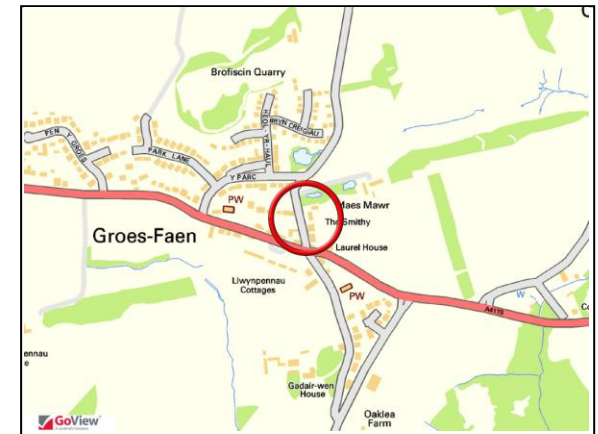 Brofiscin Quarry
PEN Y GROES
PARK LANE
HEOL-YR-HAUL
Y PARC
PW
Maes Mawr
The Smithy
Groes-Faen
Laurel House
Llwynpennau
Cottages
PW
A4119
W
Gadair-wen
House
Oaklea
Farm
GoView